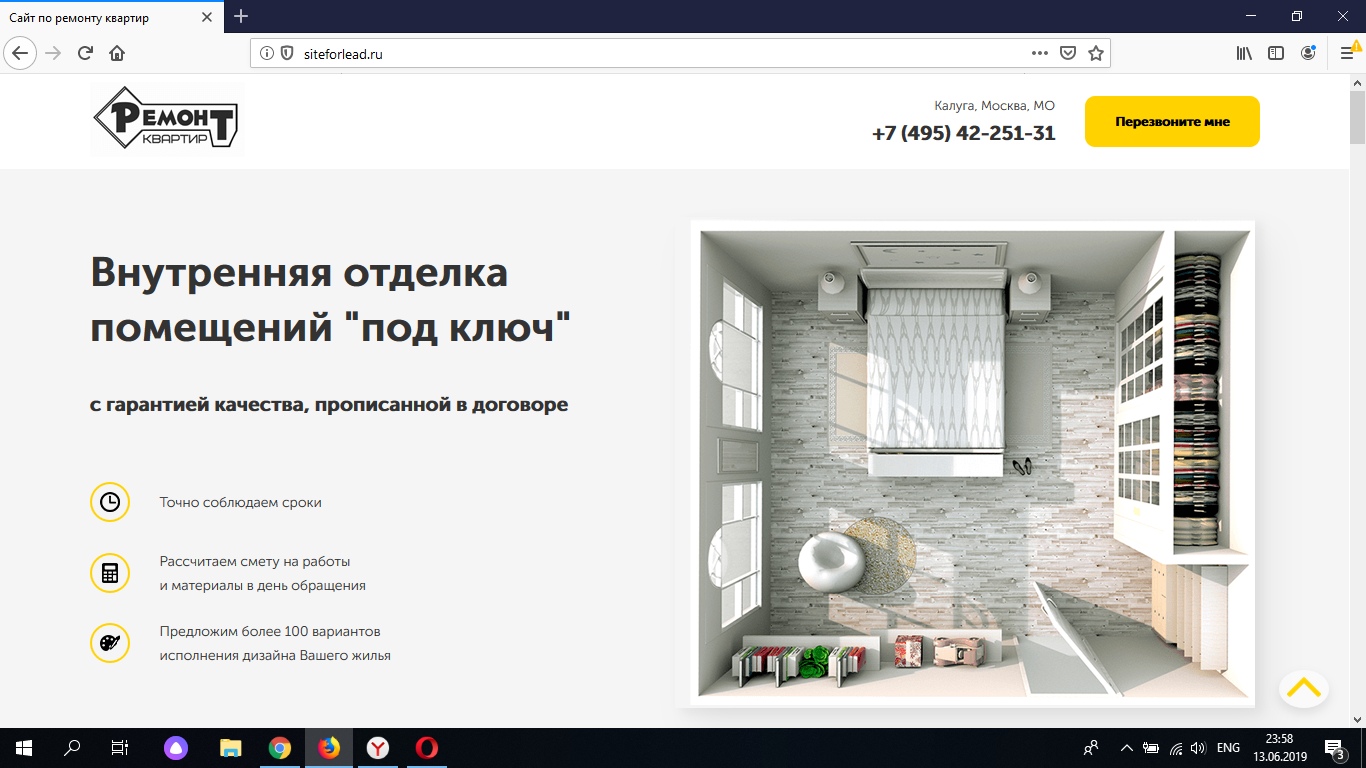 Сайт по ремонту квартир
siteforlead.ru
РЕМОНТ
КВАРТИР
Калуга, Москва, МО
+7 (495) 42-251-31
Перезвоните мне
Внутренняя отделка
помещений "под ключ"
с гарантией качества, прописанной в договоре
Точно соблюдаем сроки
Рассчитаем смету на работы
и материалы в день обращения
Предложим более 100 вариантов
исполнения дизайна Вашего жилья
ENG
23:58
13.06.2019
3